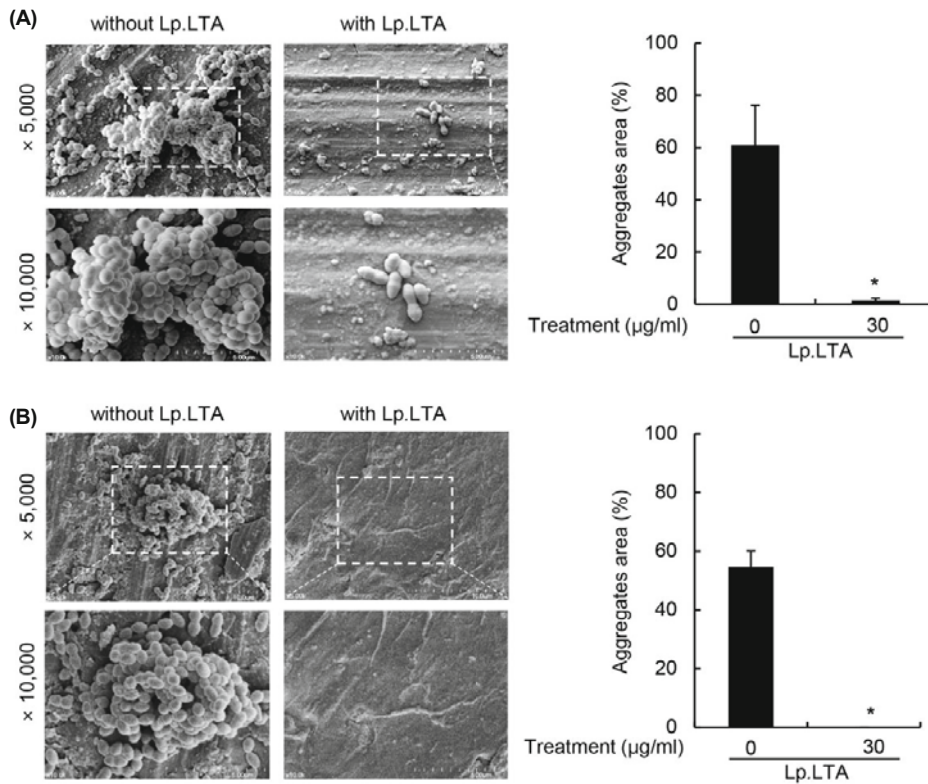 (A)
without Lp.LTA
with Lp.LTA
× 5,000
× 10,000
Aggregates area (%)
100
80
60
40
20
0
*
Treatment (µg/ml)
0
30
Lp.LTA
(B)
without Lp.LTA
with Lp.LTA
× 5,000
× 10,000
Aggregates area (%)
100
80
60
40
20
0
*
Treatment (µg/ml)
0
30
Lp.LTA